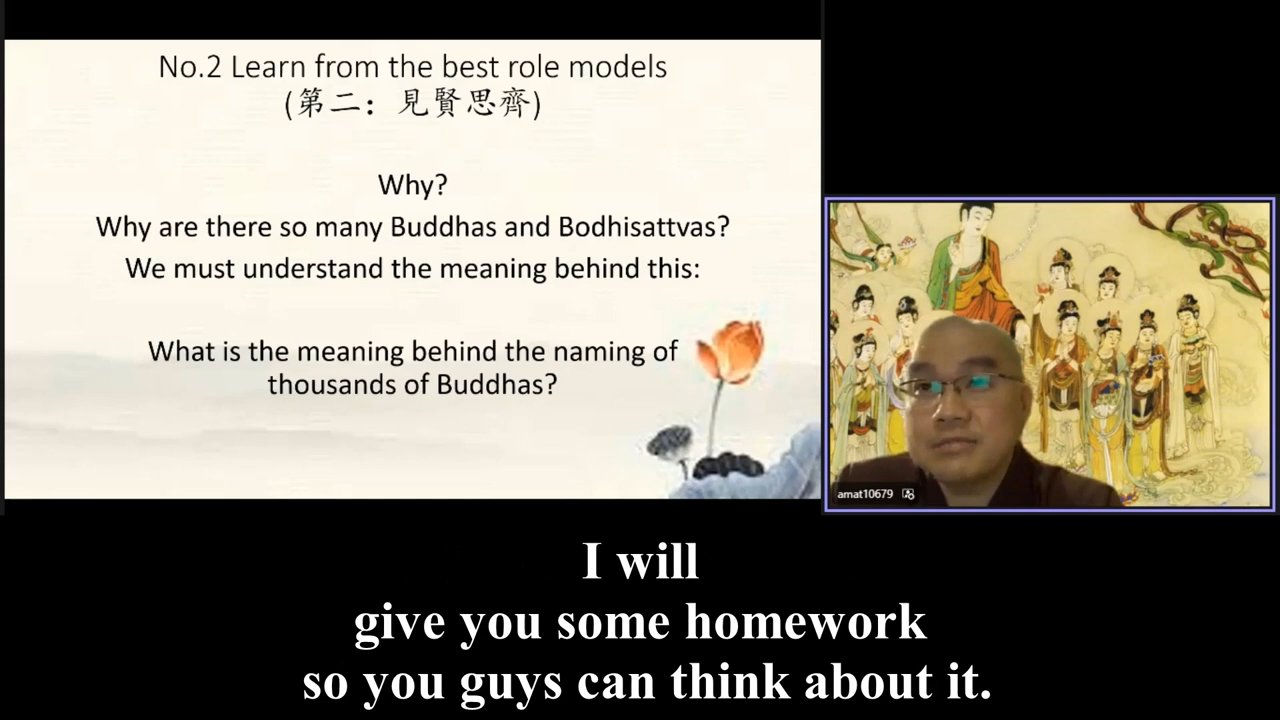 No.2 Learn from the best role models
(第二：見賢思齊)
Why?
Why are there so many Buddhas and Bodhisattvas?
We must understand the meaning behind this:
What is the meaning behind the naming of
thousands of Buddhas?
amat10679
I will
give you some homework
so you guys can think about it.